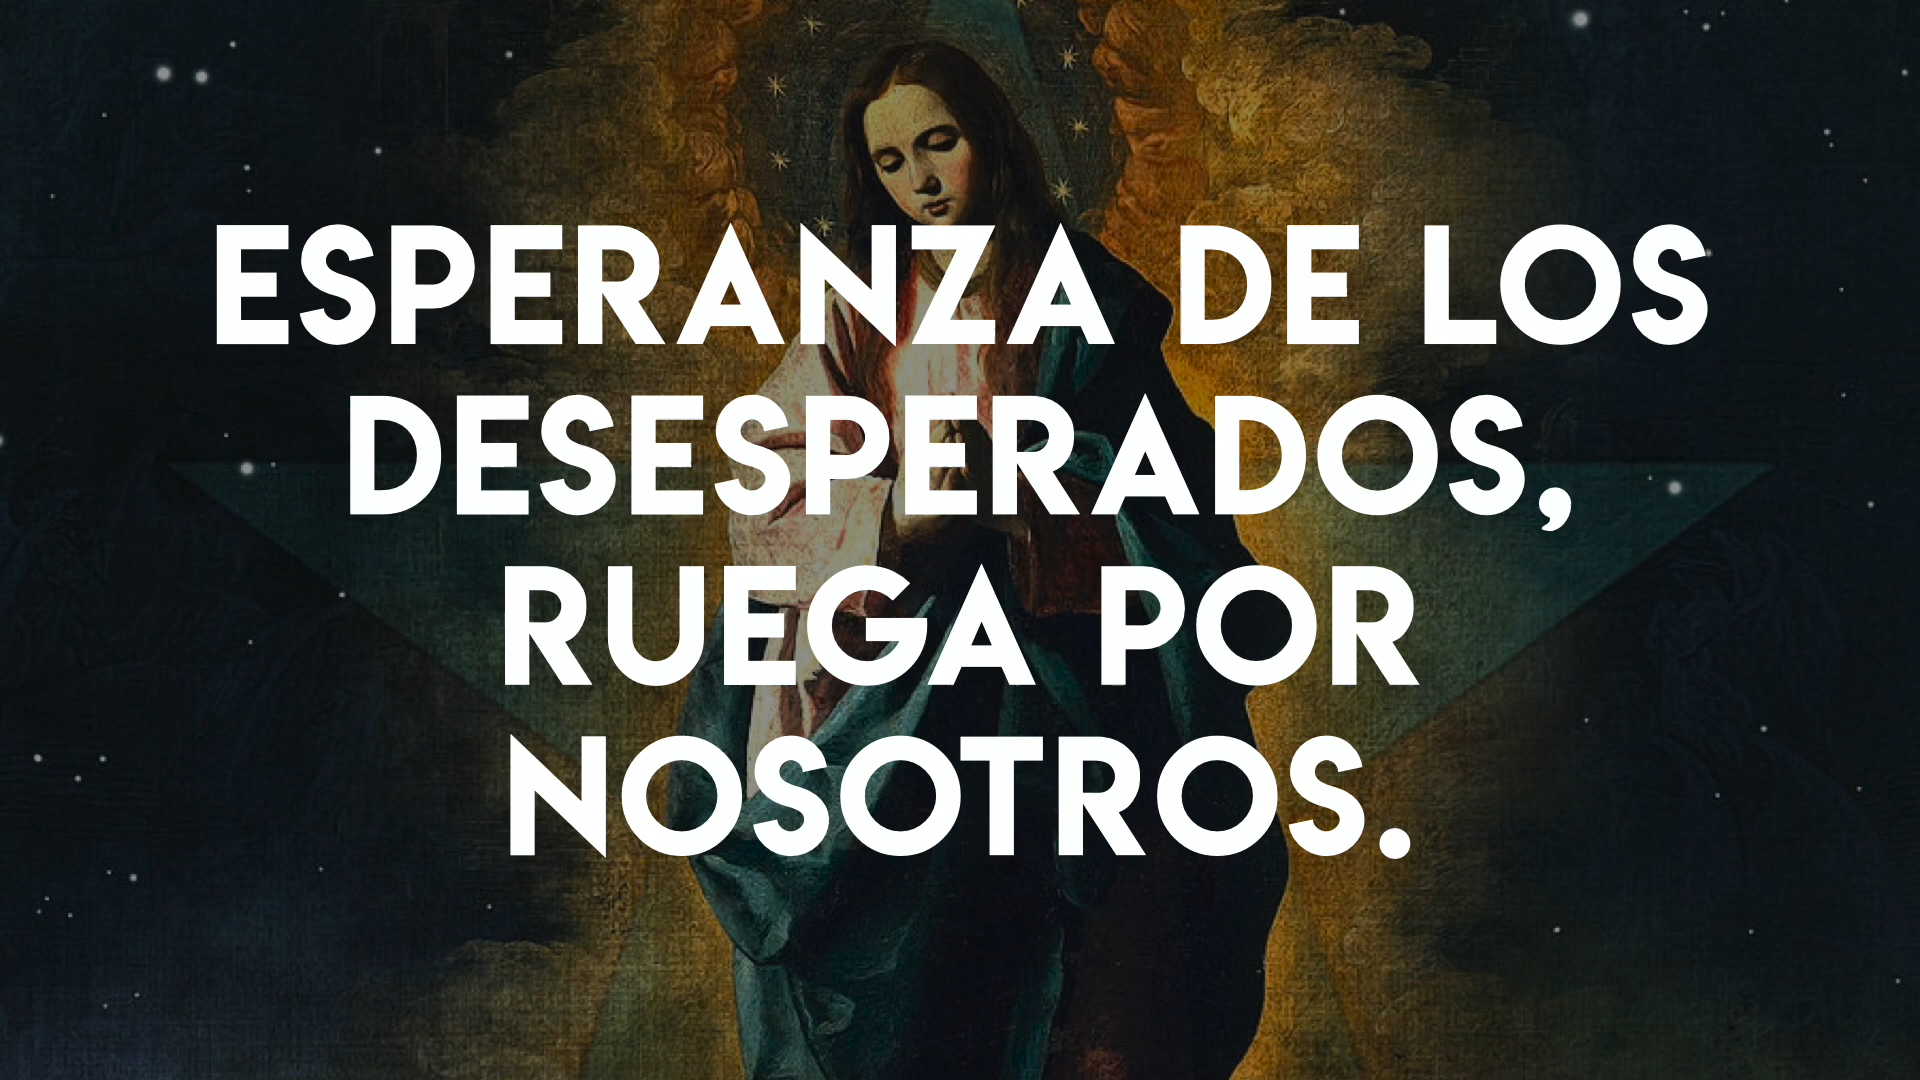 ESPERANZA DE LOS
DESESPERADOS,
RUEGA POR
NOSOTROS.